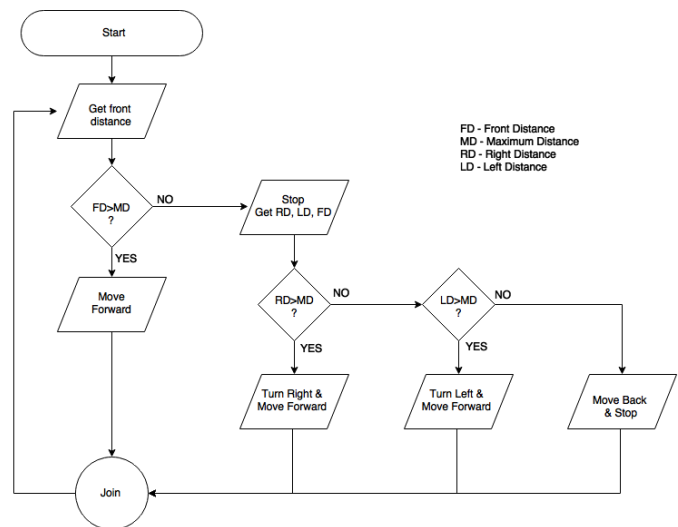 Start
Get front
distance
FD - Front Distance
MD - Maximum Distance
RD - Right Distance
LD - Left Distance
FD>MD
?
NO
Stop
Get RD, LD, FD
YES
Move
Forward
RD>MD
?
NO
LD>MD
?
NO
YES
YES
Turn Right &
Move Forward
Turn Left &
Move Forward
Move Back
& Stop
Join